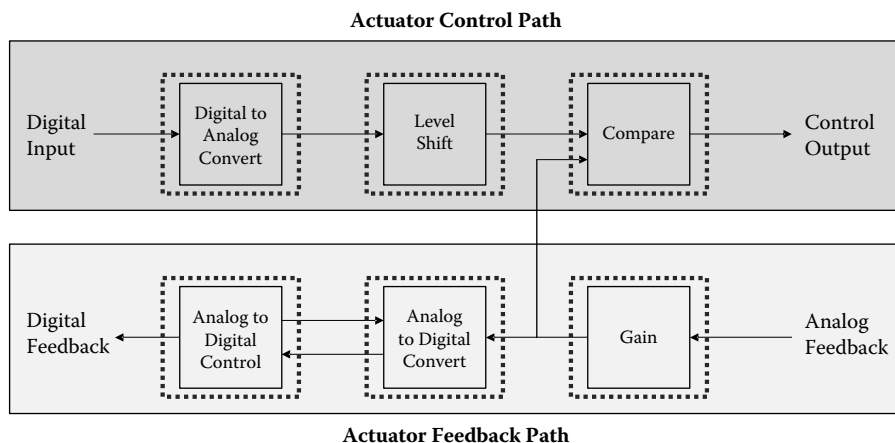 Actuator Control Path
Digital
Input
Digital to
Analog
Convert
Level
Shift
Compare
Control
Output
Digital
Feedback
Analog to
Digital
Control
Analog
to Digital
Convert
Gain
Analog
Feedback
Actuator Feedback Path